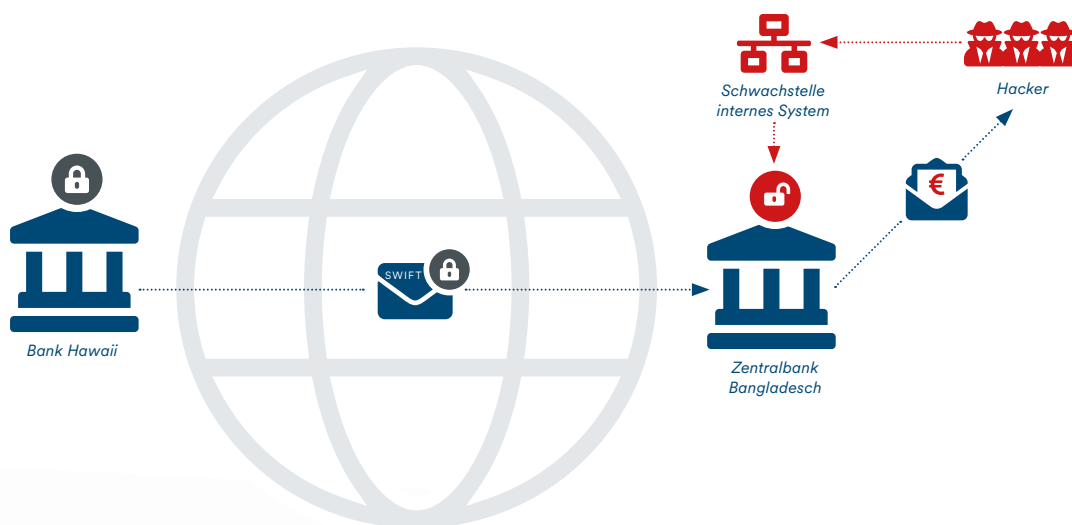 Schwachstelle
internes System
Hacker
€
SWIFT
Bank Hawaii
Zentralbank
Bangladesch